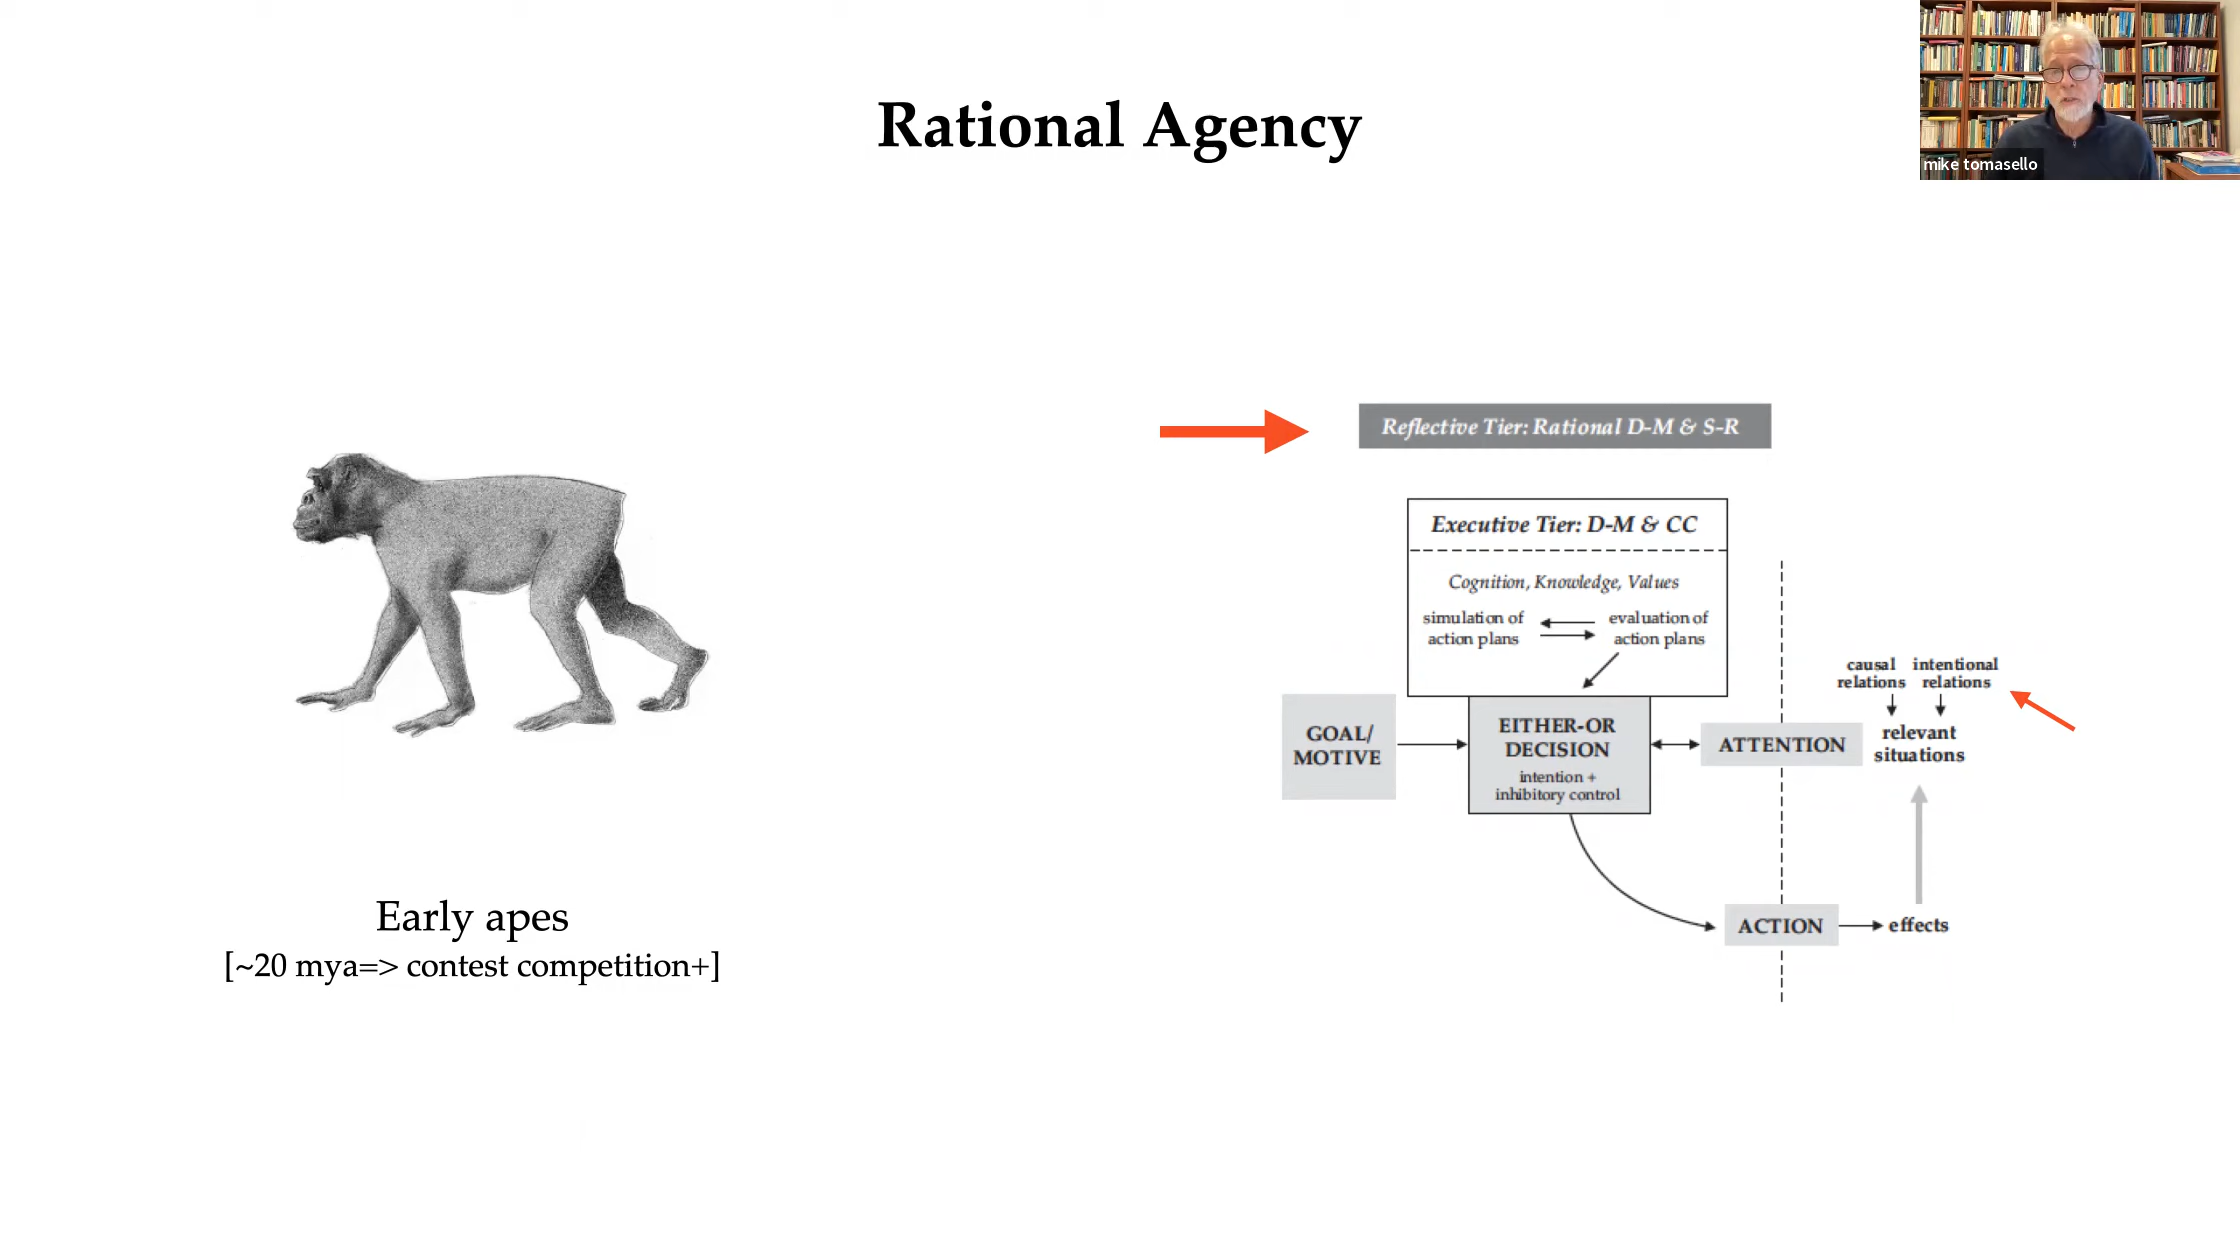 Rational Agency
mike tomasello
Reflective Tier: Rational D-M & S-R
Executive Tier: D-M & CC
Cognition, Knowledge, Values
simulation of
action plans
evaluation of
action plans
causal
relations
intentional
relations
GOAL/
MOTIVE
EITHER-OR
DECISION
intention +
inhibitory control
ATTENTION
relevant
situations
ACTION
effects
Early apes
[~20 mya=> contest competition+]